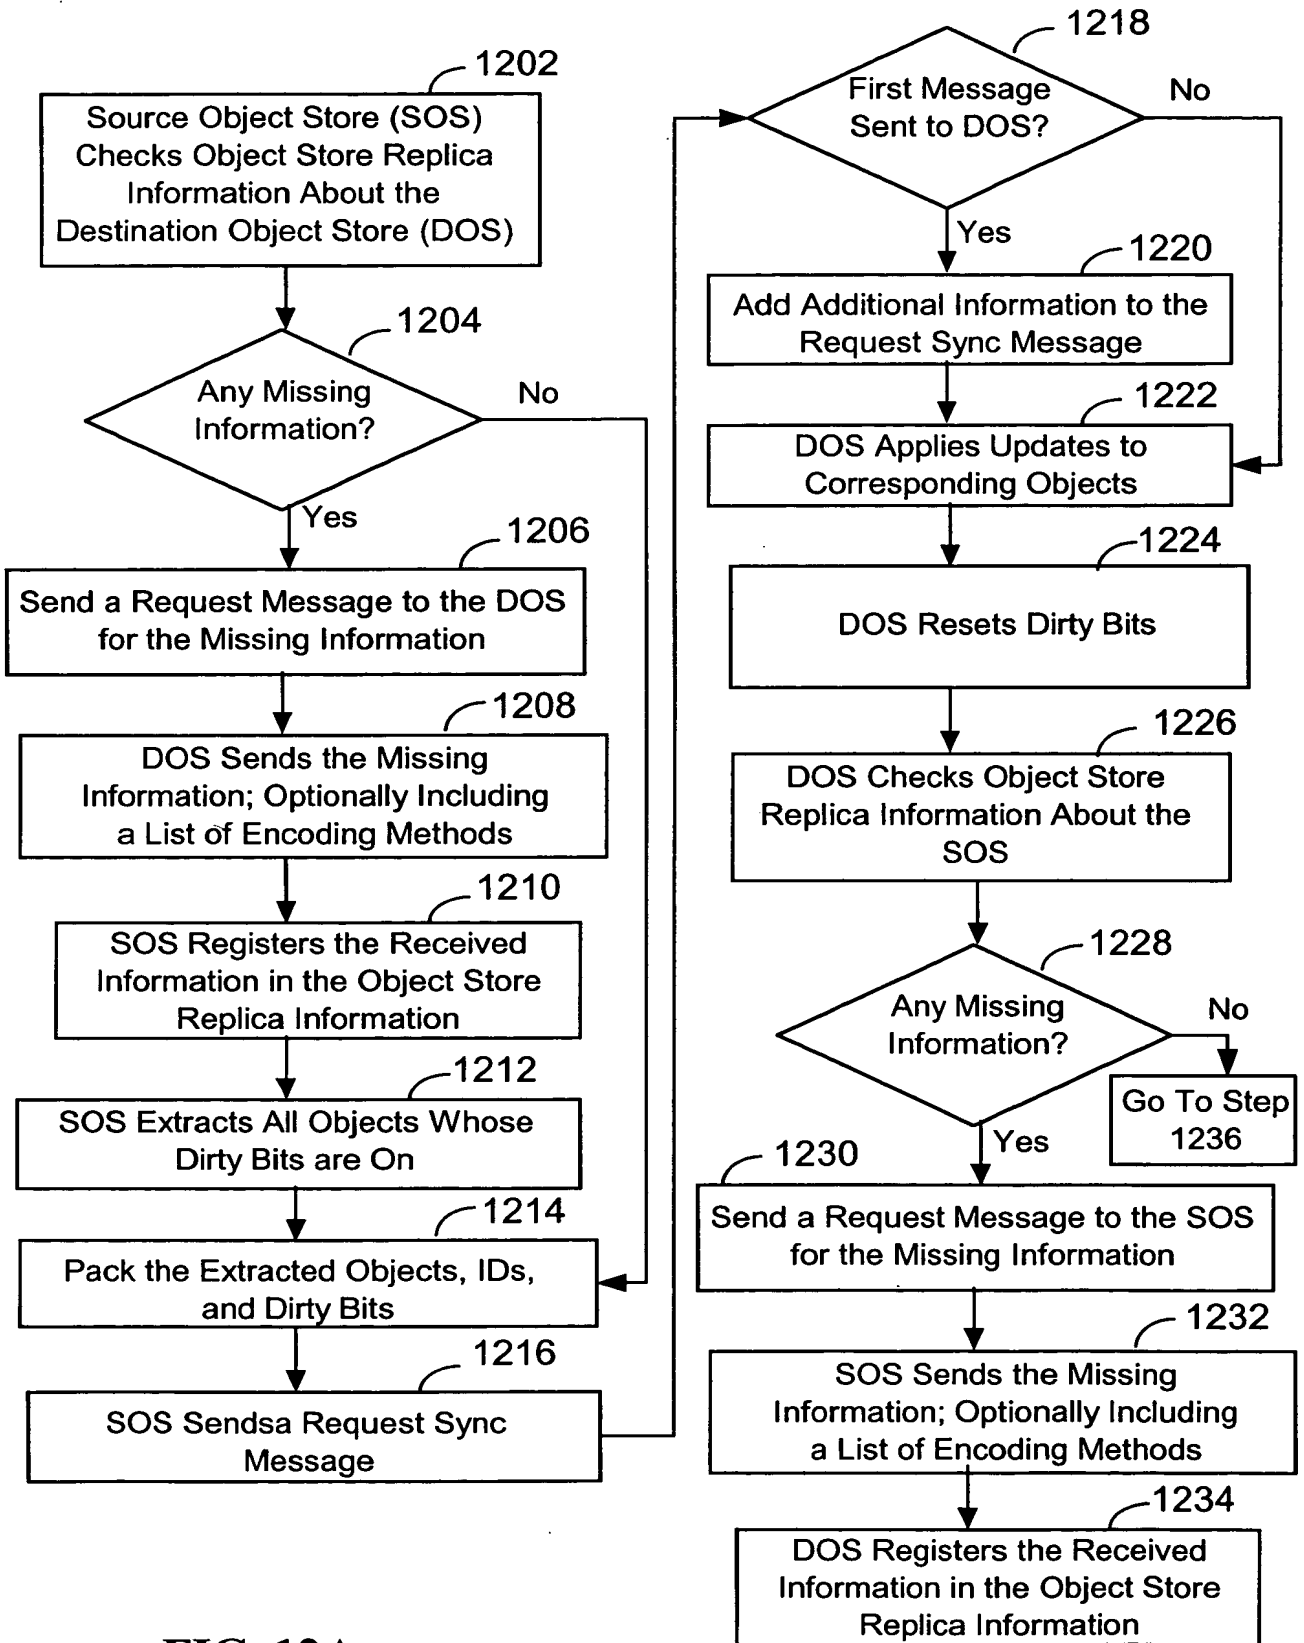 1202
Source Object Store (SOS)
Checks Object Store Replica
Information About the
Destination Object Store (DOS)
1204
Any Missing
Information?
No
Yes
1206
Send a Request Message to the DOS
for the Missing Information
1208
DOS Sends the Missing
Information; Optionally Including
a List of Encoding Methods
1210
SOS Registers the Received
Information in the Object Store
Replica Information
1212
SOS Extracts All Objects Whose
Dirty Bits are On
1214
Pack the Extracted Objects, IDs,
and Dirty Bits
1216
SOS Sendsa Request Sync
Message
1218
First Message
Sent to DOS?
No
Yes
1220
Add Additional Information to the
Request Sync Message
1222
DOS Applies Updates to
Corresponding Objects
1224
DOS Resets Dirty Bits
1226
DOS Checks Object Store
Replica Information About the
SOS
1228
Any Missing
Information?
No
Go To Step
1236
Yes
1230
Send a Request Message to the SOS
for the Missing Information
1232
SOS Sends the Missing
Information; Optionally Including
a List of Encoding Methods
1234
DOS Registers the Received
Information in the Object Store
Replica Information